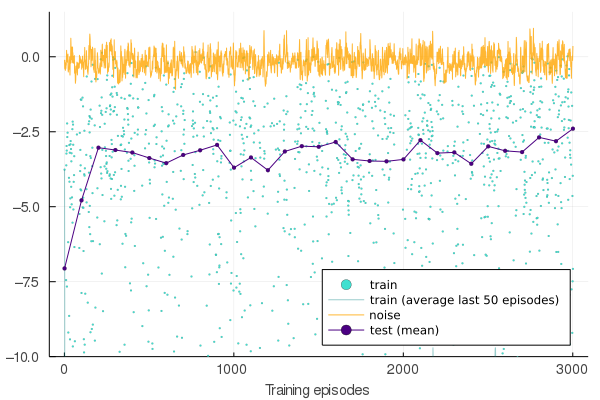 0.0
−2.5
−5.0
−7.5
−10.0
train
train (average last 50 episodes)
noise
test (mean)
0 1000 2000 3000
Training episodes